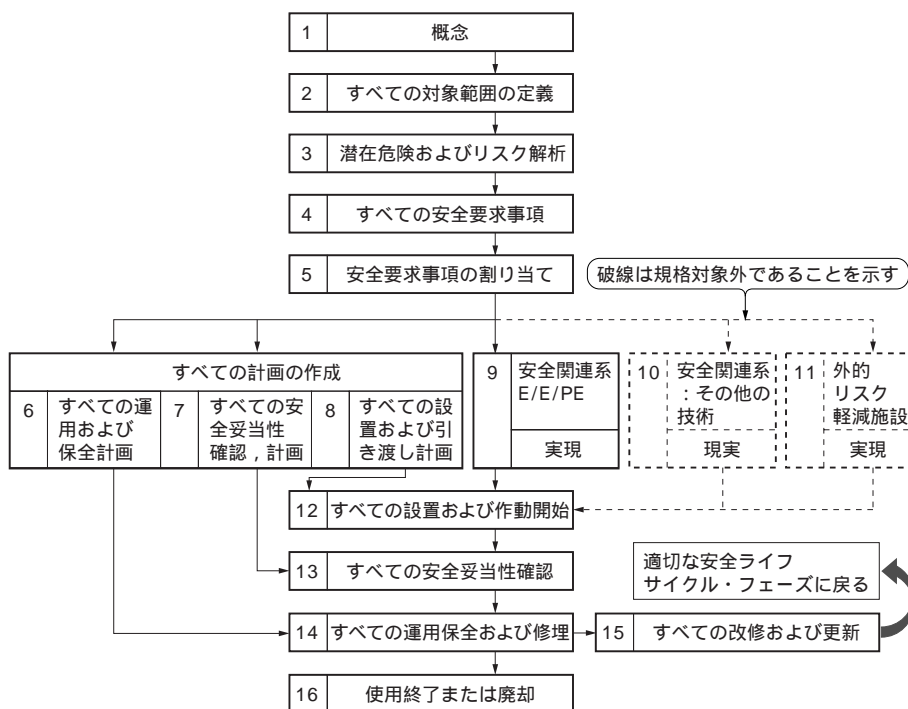 1 概念
2 すべての対象範囲の定義
3 潜在危険およびリスク解析
4 すべての安全要求事項
5 安全要求事項の割り当て
破線は規格対象外であることを示す
すべての計画の作成
6 すべての運
用および
保全計画
7 すべての安
全妥当性
確認,計画
8 すべての設
置および引
き渡し計画
9 安全関連系
E/E/PE
実現
10 安全関連系
:その他の
技術
現実
11 外的
リスク
軽減施設
実現
12 すべての設置および作動開始
13 すべての安全妥当性確認
適切な安全ライフ
サイクル・フェーズに戻る
14 すべての運用保全および修理
15 すべての改修および更新
16 使用終了または廃却